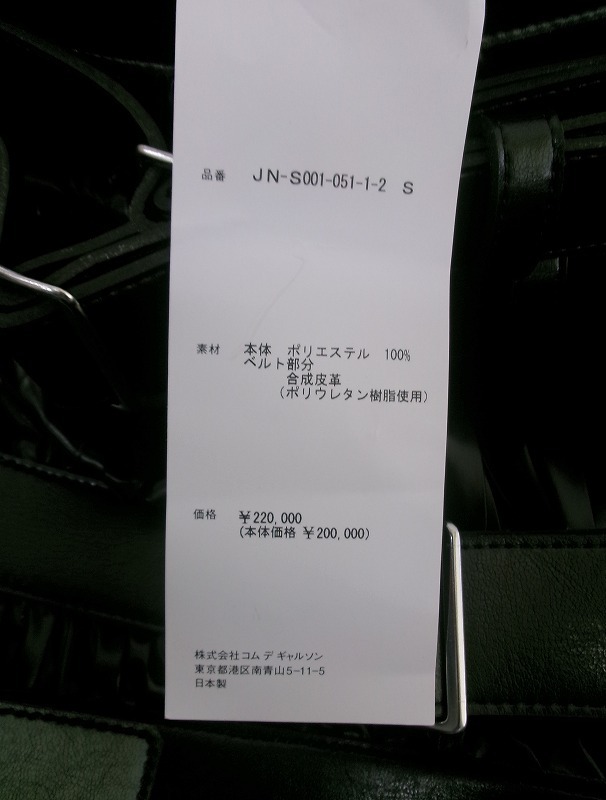 品番 JN-S001-051-1-2 S
素材 本体 ポリエステル 100%
ベルト部分
合成皮革
(ポリウレタン樹脂使用)
価格 ¥220,000
(本体価格 ¥200,000)
株式会社コム デ ギャルソン
東京都港区南青山5-11-5
日本製